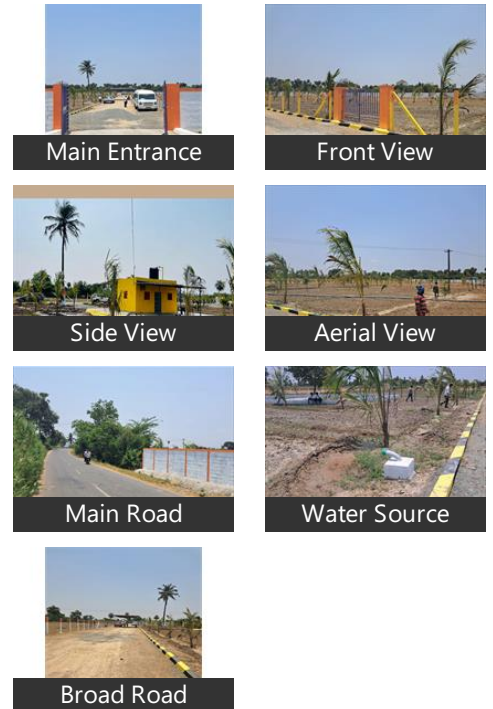 Main Entrance
Front View
Side View
Aerial View
Main Road
Water Source
Broad Road